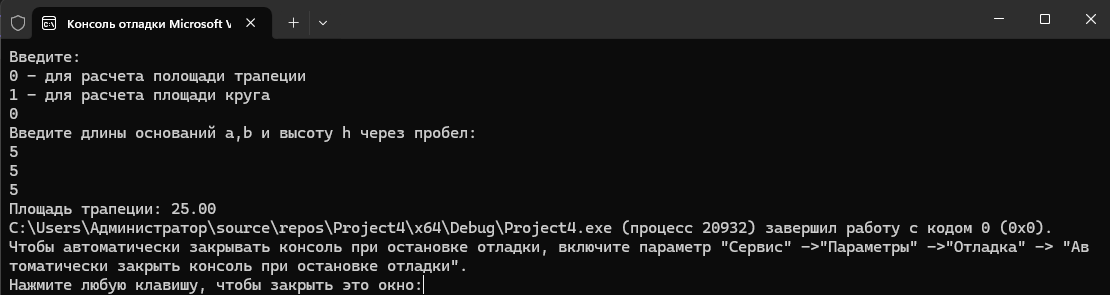 Консоль отладки Microsoft V
Введите:
0 - для расчета полощади трапеции
1 - для расчета площади круга
0
Введите длины оснований a,b и высоту h через пробел:
5
5
5
Площадь трапеции: 25.00
C:\Users\Администратор\source\repos\Project4\x64\Debug\Project4.exe (процесс 20932) завершил работу с кодом 0 (0x0).
Чтобы автоматически закрывать консоль при остановке отладки, включите параметр "Сервис" ->"Параметры" ->"Отладка" -> "Ав
томатически закрыть консоль при остановке отладки".
Нажмите любую клавишу, чтобы закрыть это окно: